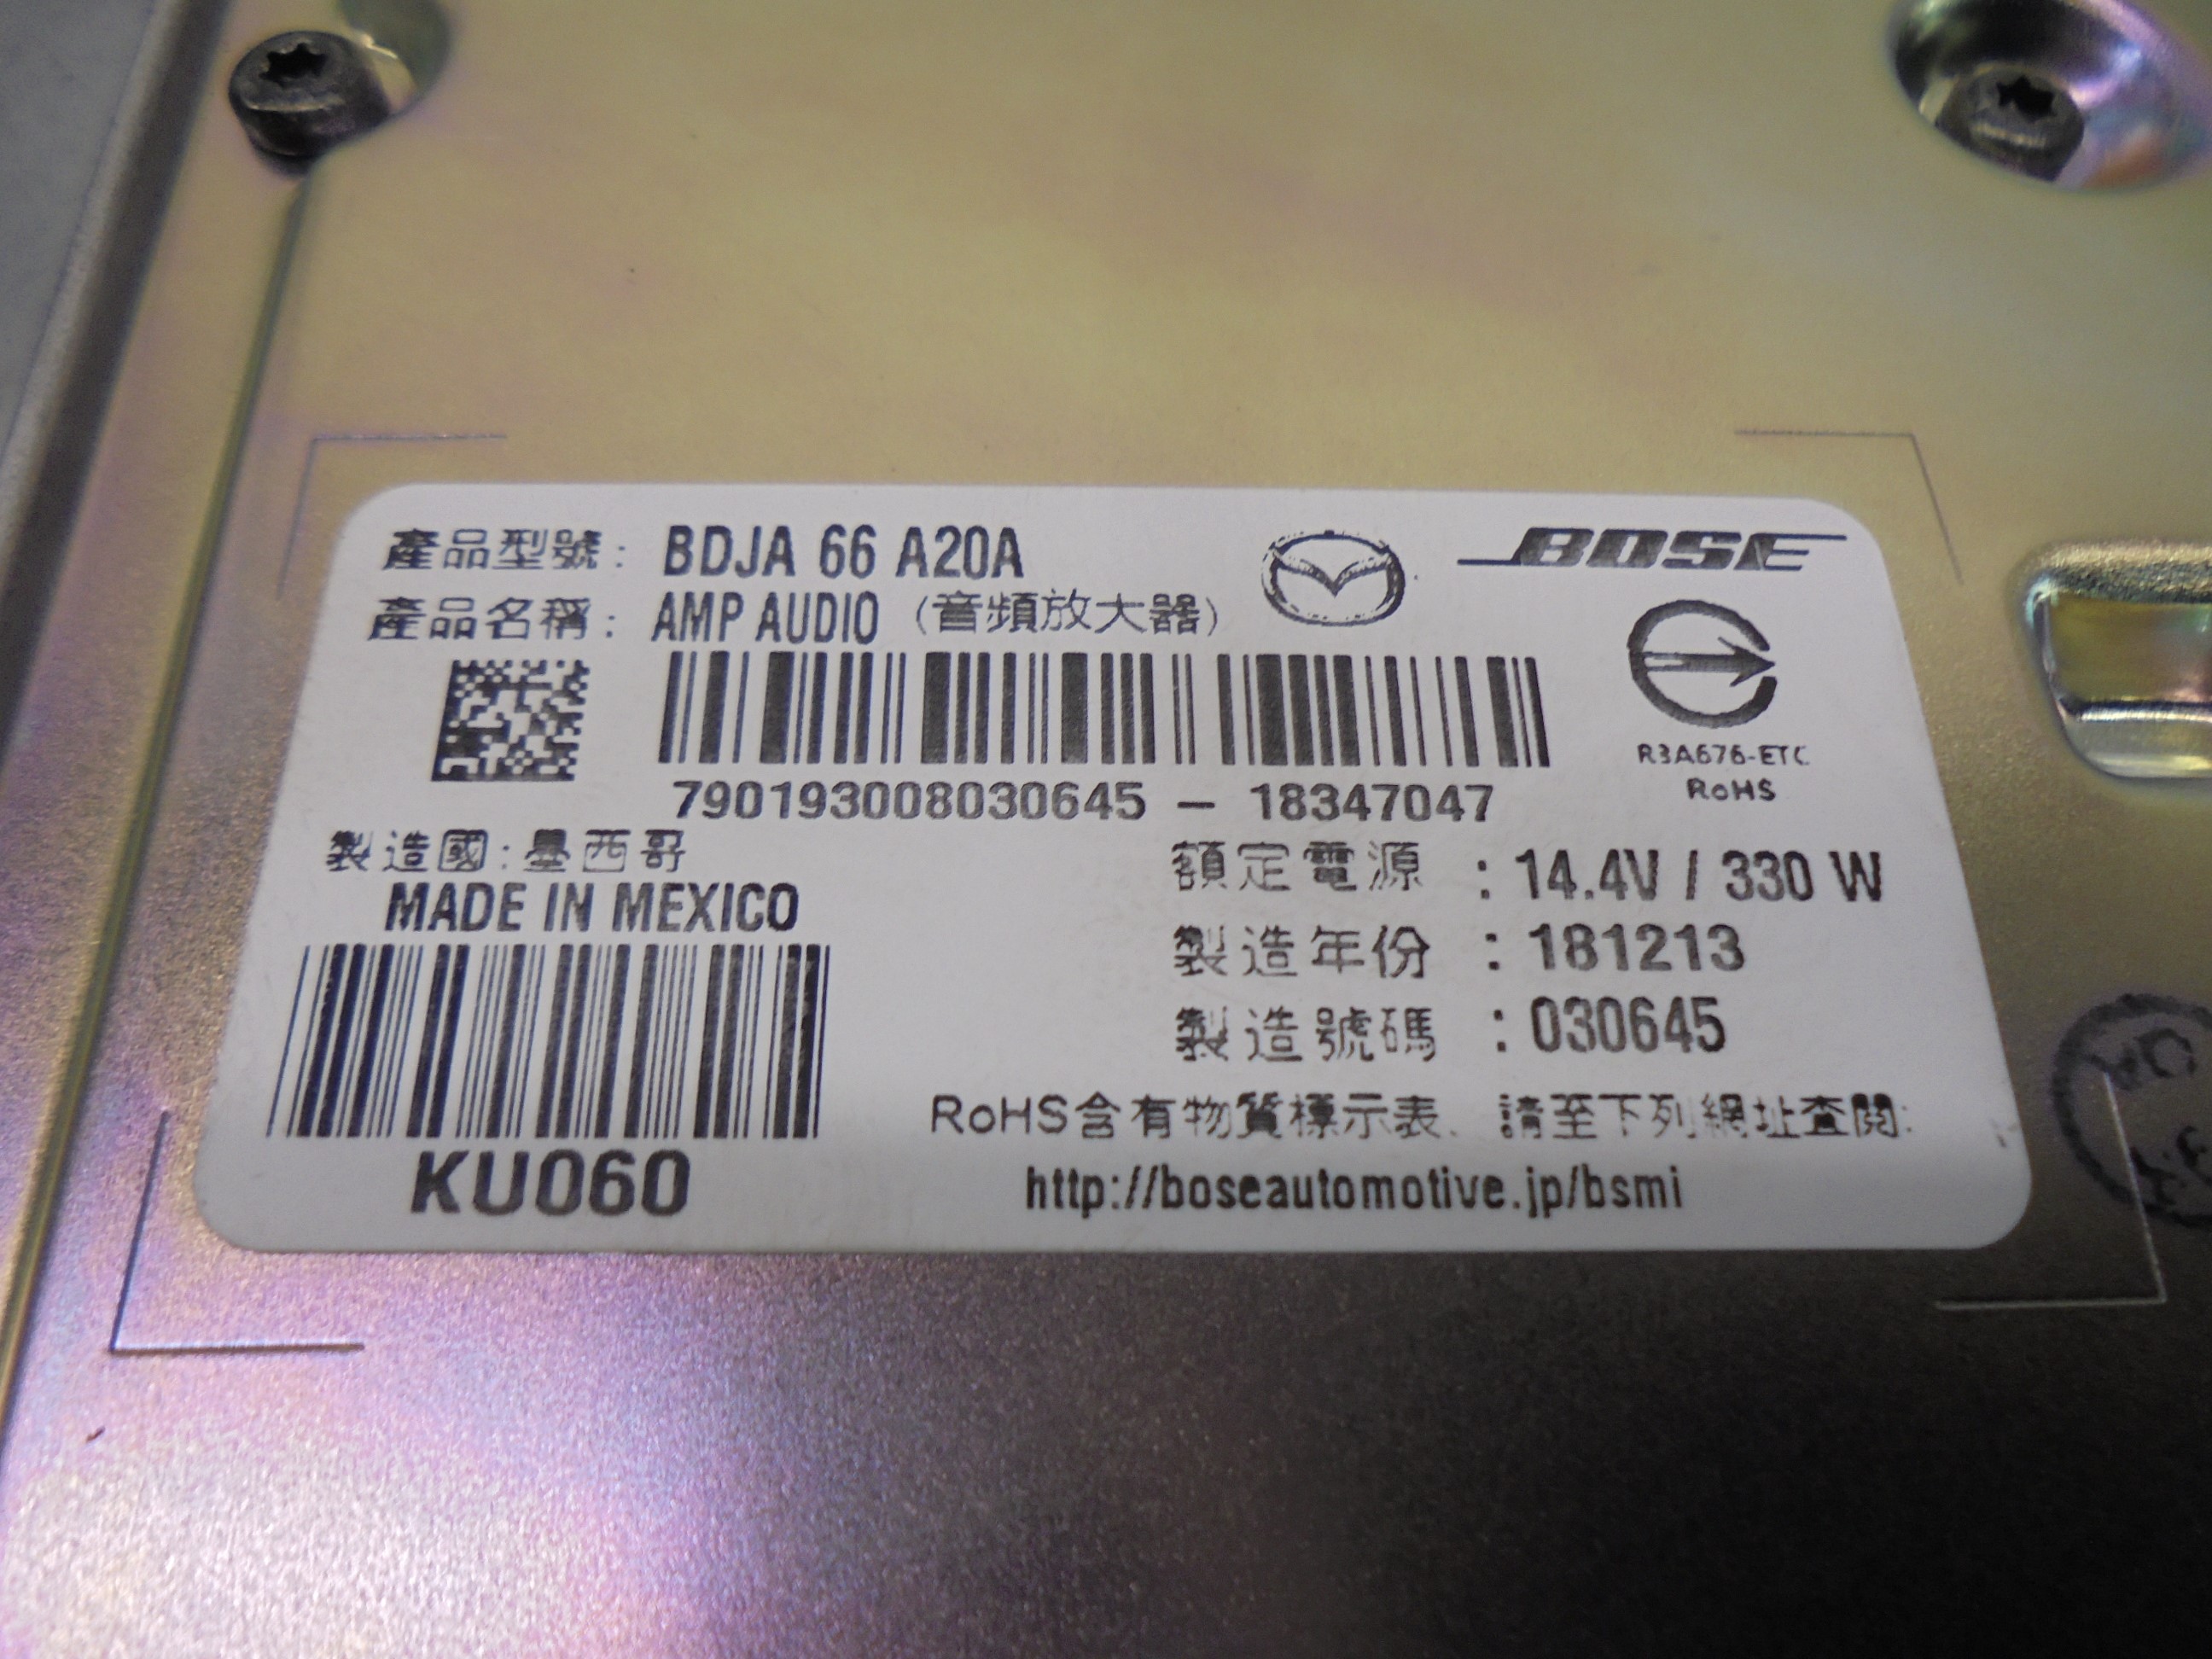 產品型號: BDJA 66 A20A
BOSE
產品名稱: AMP AUDIO (音頻放大器)
R3A676-ETC
RoHS
790193008030645 - 18347047
製造國: 墨西哥
MADE IN MEXICO
額定電源 : 14.4V / 330 W
製造年份 : 181213
製造號碼 : 030645
KU060
RoHS含有物質標示表、請至下列網址查閱:
http://boseautomotive.jp/bsmi